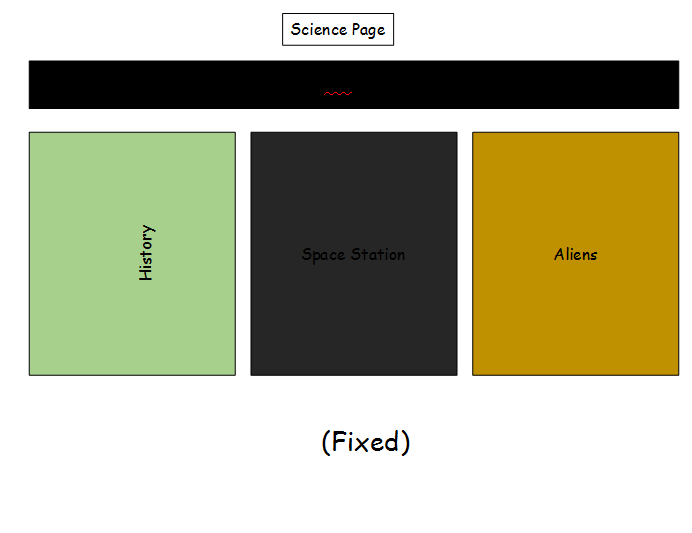 Science Page
History
Space Station
Aliens
(Fixed)